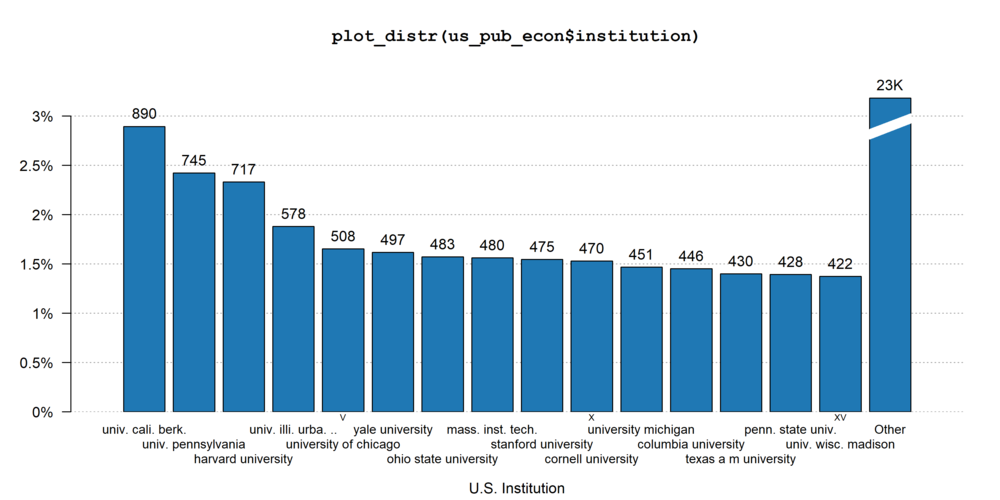 plot_distr(us_pub_econ$institution)
23K
890
3%
745
717
2.5%
578
2%
508 497 483 480 475 470 451 446 430 428 422
1.5%
1%
0.5%
0%
V X XV
univ. cali. berk. univ. illi. urba. .. yale university mass. inst. tech. university michigan penn. state univ. Other
univ. pennsylvania university of chicago stanford university columbia university univ. wisc. madison
harvard university ohio state university cornell university texas a m university
U.S. Institution